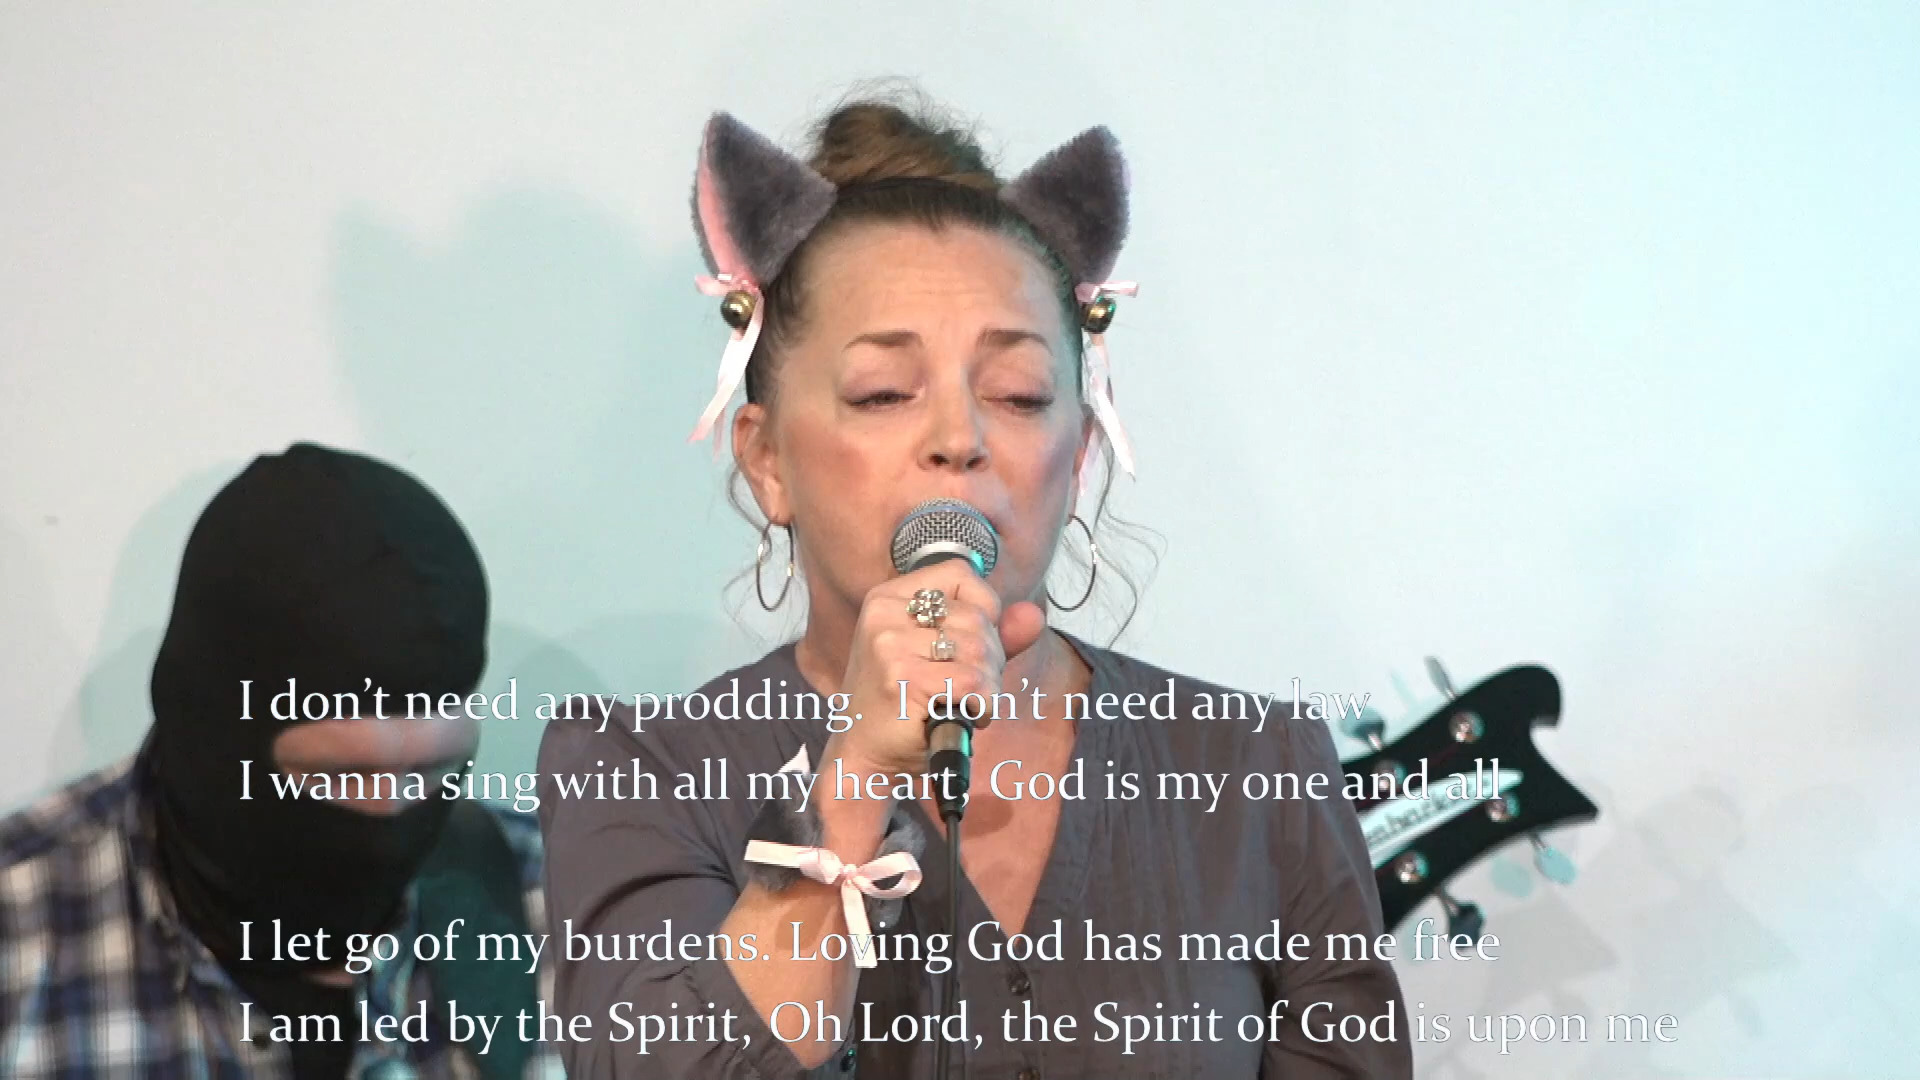 I don't need any prodding.  I don't need any law
I wanna sing with all my heart, God is my one and all
I let go of my burdens. Loving God has made me free
I am led by the Spirit, Oh Lord, the Spirit of God is upon me